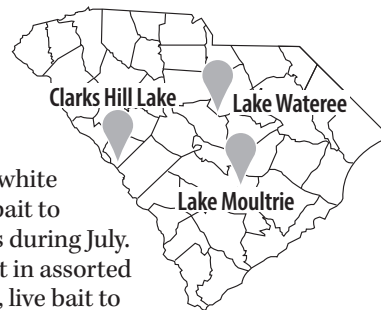 Clarks Hill Lake
Lake Wateree
Lake Moultrie
white
bait to
s during July.
t in assorted
, live bait to